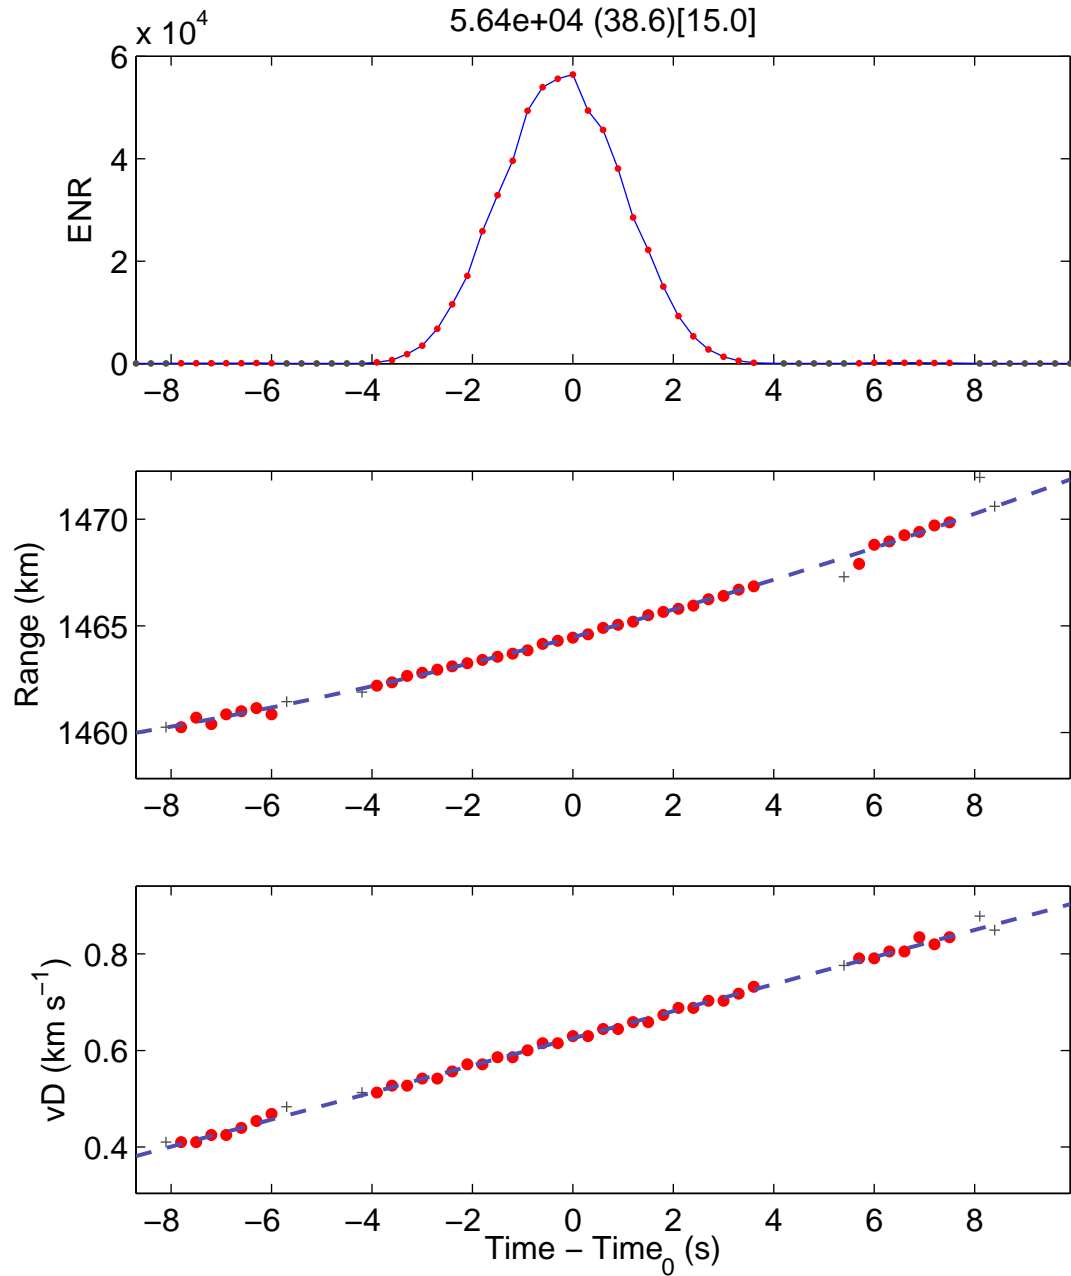 5.64e+04 (38.6)[15.0]
x 10^4
6
4
2
0
ENR
−8 −6 −4 −2 0 2 4 6 8
1470
1465
1460
Range (km)
−8 −6 −4 −2 0 2 4 6 8
0.8
0.6
0.4
vD (km s^−1)
−8 −6 −4 −2 0 2 4 6 8
Time − Time_0 (s)